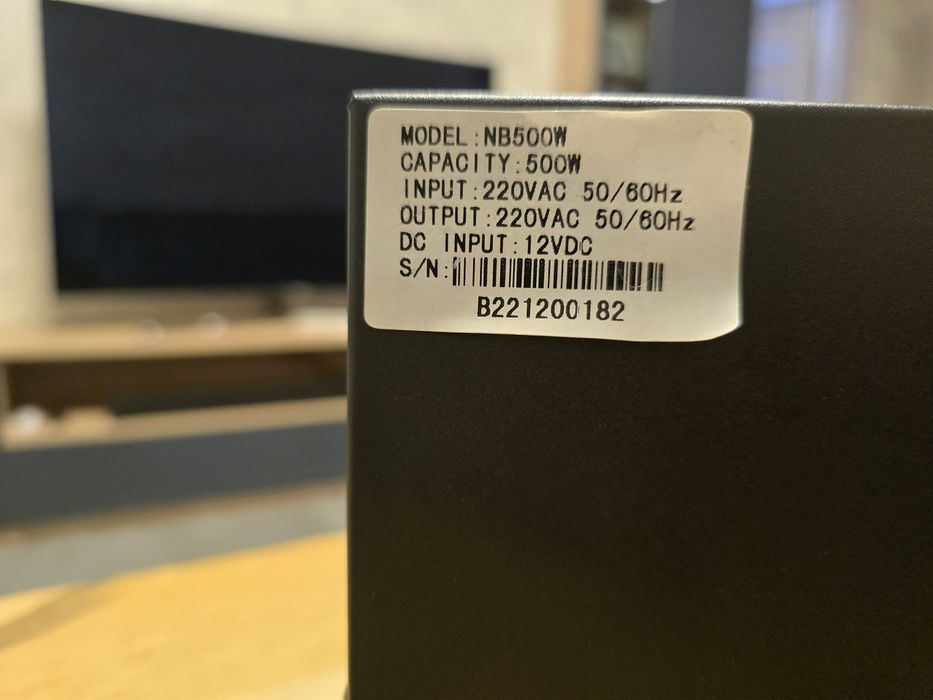 MODEL:NB500W
CAPACITY:500W
INPUT:220VAC 50/60Hz
OUTPUT:220VAC 50/60Hz
DC INPUT:12VDC
S/N:
B221200182